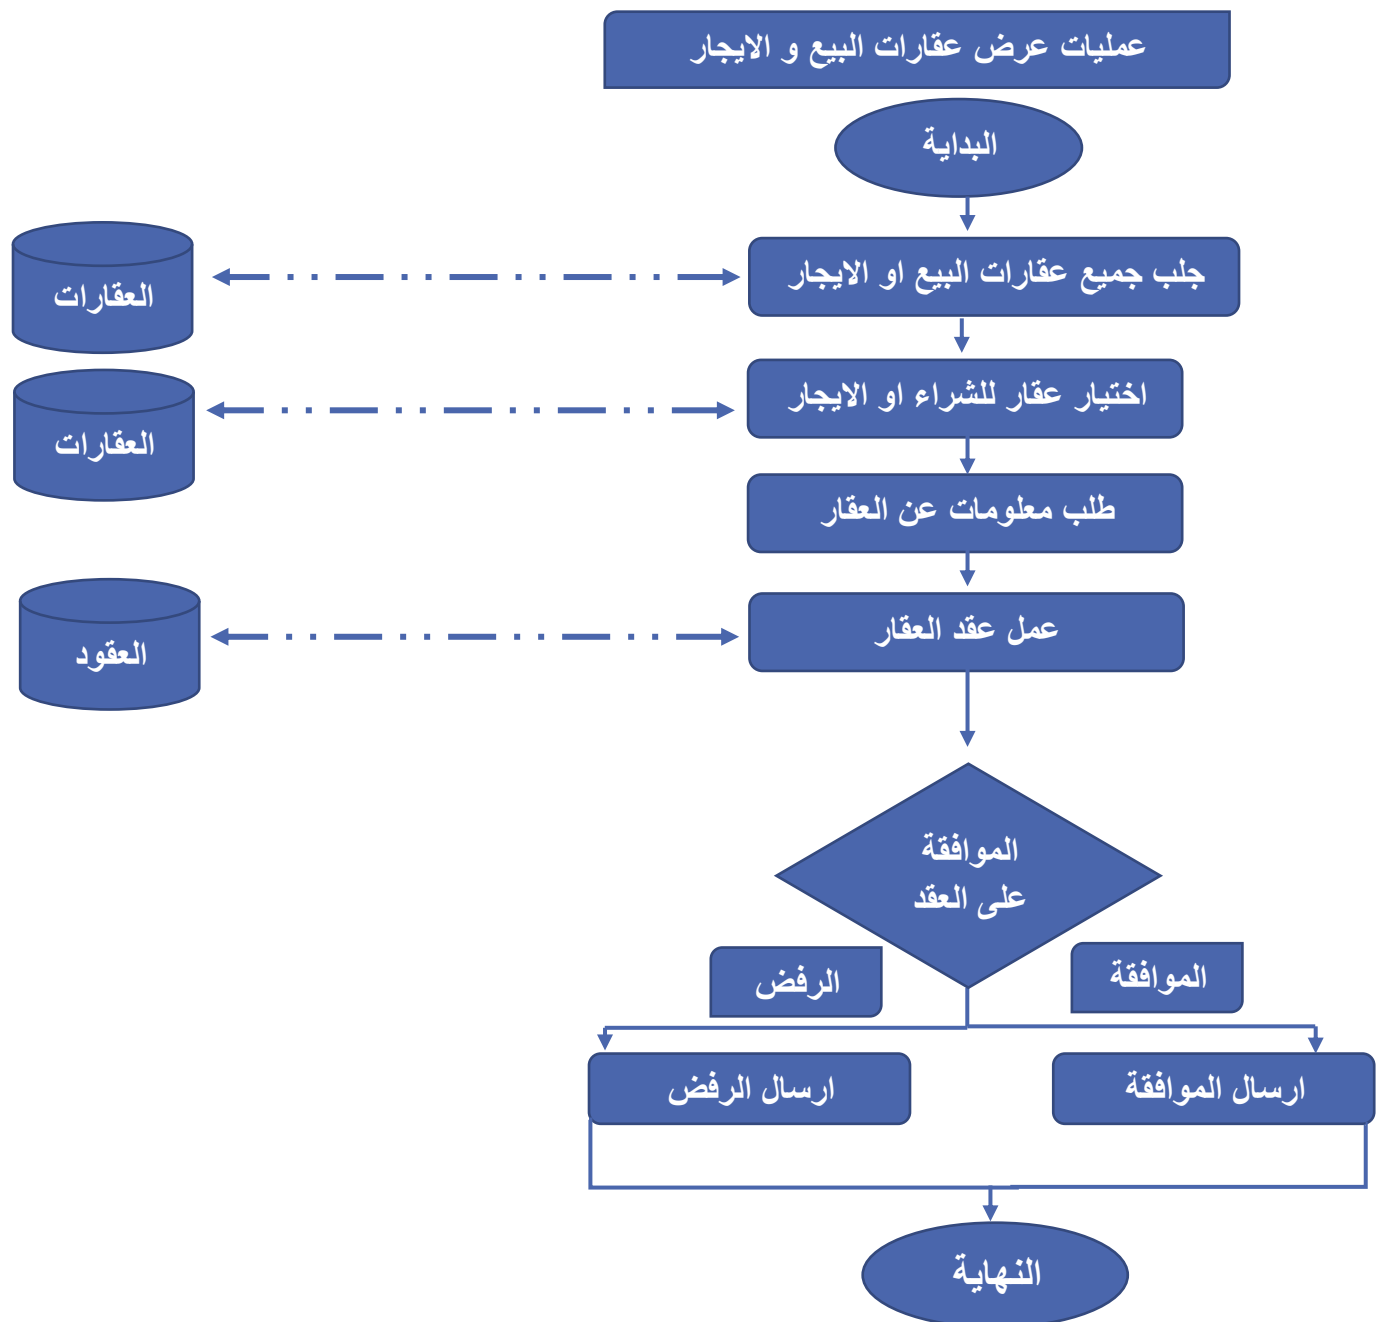 عمليات عرض عقارات البيع و الايجار
البداية
جلب جميع عقارات البيع او الايجار
العقارات
اختيار عقار للشراء او الايجار
العقارات
طلب معلومات عن العقار
عمل عقد العقار
العقود
الموافقة
على العقد
الموافقة
الرفض
ارسال الموافقة
ارسال الرفض
النهاية